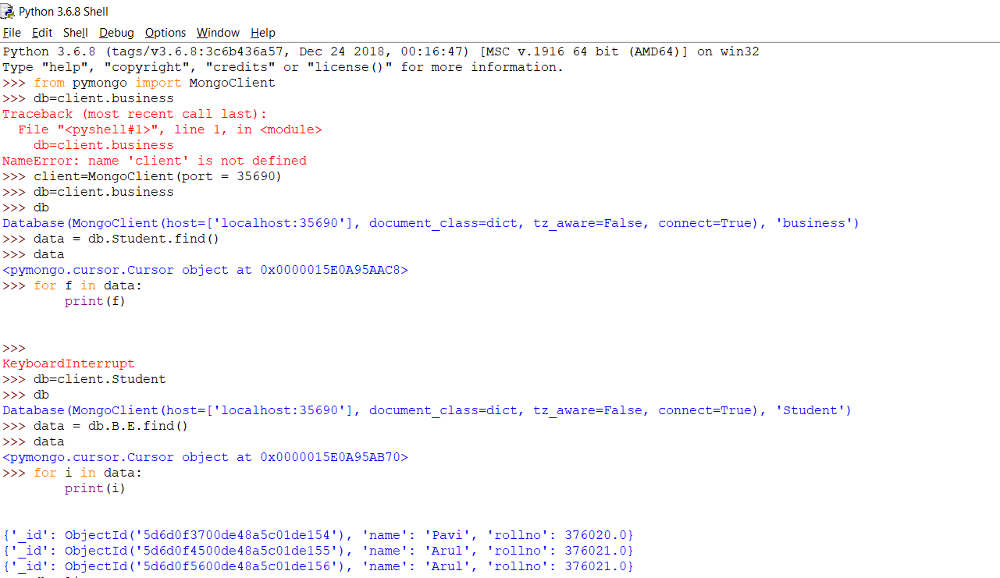 Python 3.6.8 Shell
File Edit Shell Debug Options Window Help
Python 3.6.8 (tags/v3.6.8:3c6b436a57, Dec 24 2018, 00:16:47) [MSC v.1916 64 bit (AMD64)] on win32
Type "help", "copyright", "credits" or "license()" for more information.
>>> from pymongo import MongoClient
>>> db=client.business
Traceback (most recent call last):
  File "<pyshell#1>", line 1, in <module>
    db=client.business
NameError: name 'client' is not defined
>>> client=MongoClient(port = 35690)
>>> db=client.business
>>> db
Database(MongoClient(host=['localhost:35690'], document_class=dict, tz_aware=False, connect=True), 'business')
>>> data = db.Student.find()
>>> data
<pymongo.cursor.Cursor object at 0x0000015E0A95AAC8>
>>> for f in data:
        print(f)
>>>
KeyboardInterrupt
>>> db=client.Student
>>> db
Database(MongoClient(host=['localhost:35690'], document_class=dict, tz_aware=False, connect=True), 'Student')
>>> data = db.B.E.find()
>>> data
<pymongo.cursor.Cursor object at 0x0000015E0A95AB70>
>>> for i in data:
        print(i)
{'_id': ObjectId('5d6d0f3700de48a5c01de154'), 'name': 'Pavi', 'rollno': 376020.0}
{'_id': ObjectId('5d6d0f4500de48a5c01de155'), 'name': 'Arul', 'rollno': 376021.0}
{'_id': ObjectId('5d6d0f5600de48a5c01de156'), 'name': 'Arul', 'rollno': 376021.0}